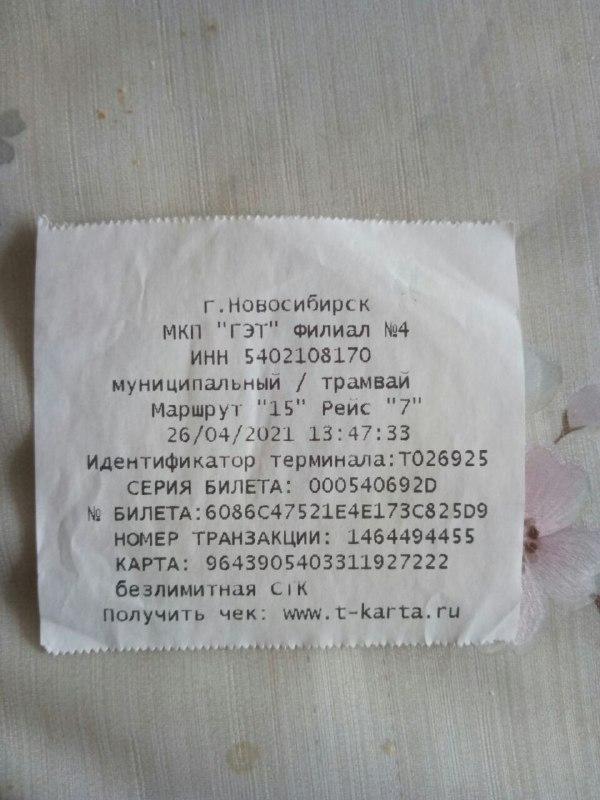 г.Новосибирск
МКП "ГЭТ" Филиал №4
ИНН 5402108170
муниципальный / трамвай
Маршрут "15" Рейс "7"
26/04/2021 13:47:33
Идентификатор терминала:T026925
СЕРИЯ БИЛЕТА: 000540692D
№ БИЛЕТА:6086C47521E4E173C825D9
НОМЕР ТРАНЗАКЦИИ: 1464494455
КАРТА: 9643905403311927222
безлимитная СТК
Получить чек: www.t-karta.ru